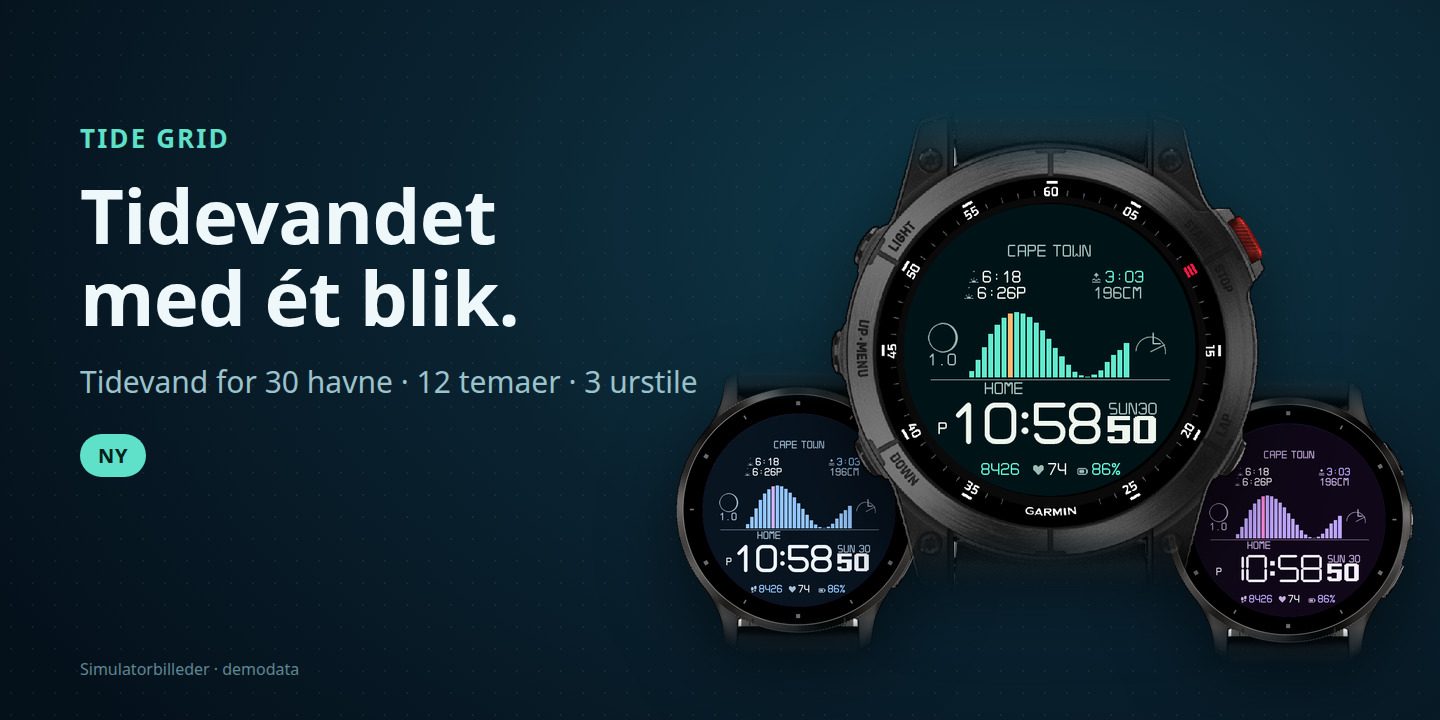 TIDE GRID
Tidevandet
med ét blik.
Tidevand for 30 havne · 12 temaer · 3 urstile
NY
Simulatorbilleder · demodata
60
55
05
50
45
15
40
20
35
25
LIGHT
UP·MENU
DOWN
STOP
LAP
GARMIN
CAPE TOWN
6:18
3:03
6:26P
196CM
1.0
HOME
P 10:58 50
SUN30
8426 74 86%
CAPE TOWN
6:18
3:03
6:26P
196CM
1.0
HOME
P 10:58 50
SUN 30
8426 74 86%
CAPE TOWN
6:18
3:03
6:26P
196CM
1.0
HOME
P 10:58 50
SUN 30
8426 74 86%